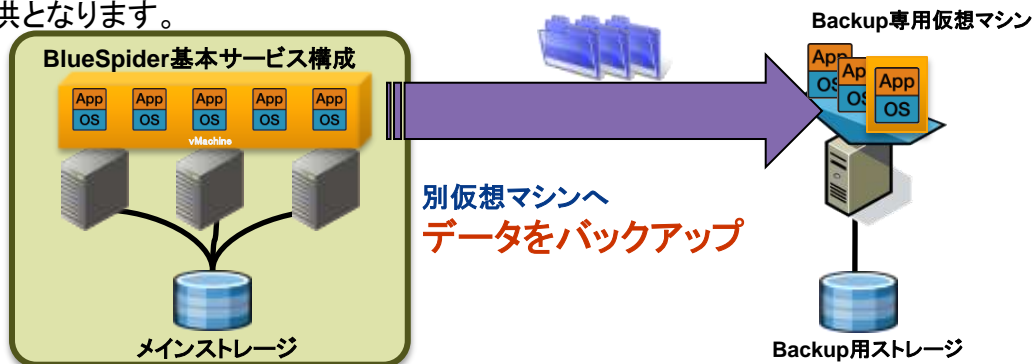 供となります。
Backup専用仮想マシン
BlueSpider基本サービス構成
App App App App App
OS OS OS OS OS
vMachine
App
OS
App
OS
App
OS
別仮想マシンへ
データをバックアップ
メインストレージ
Backup用ストレージ